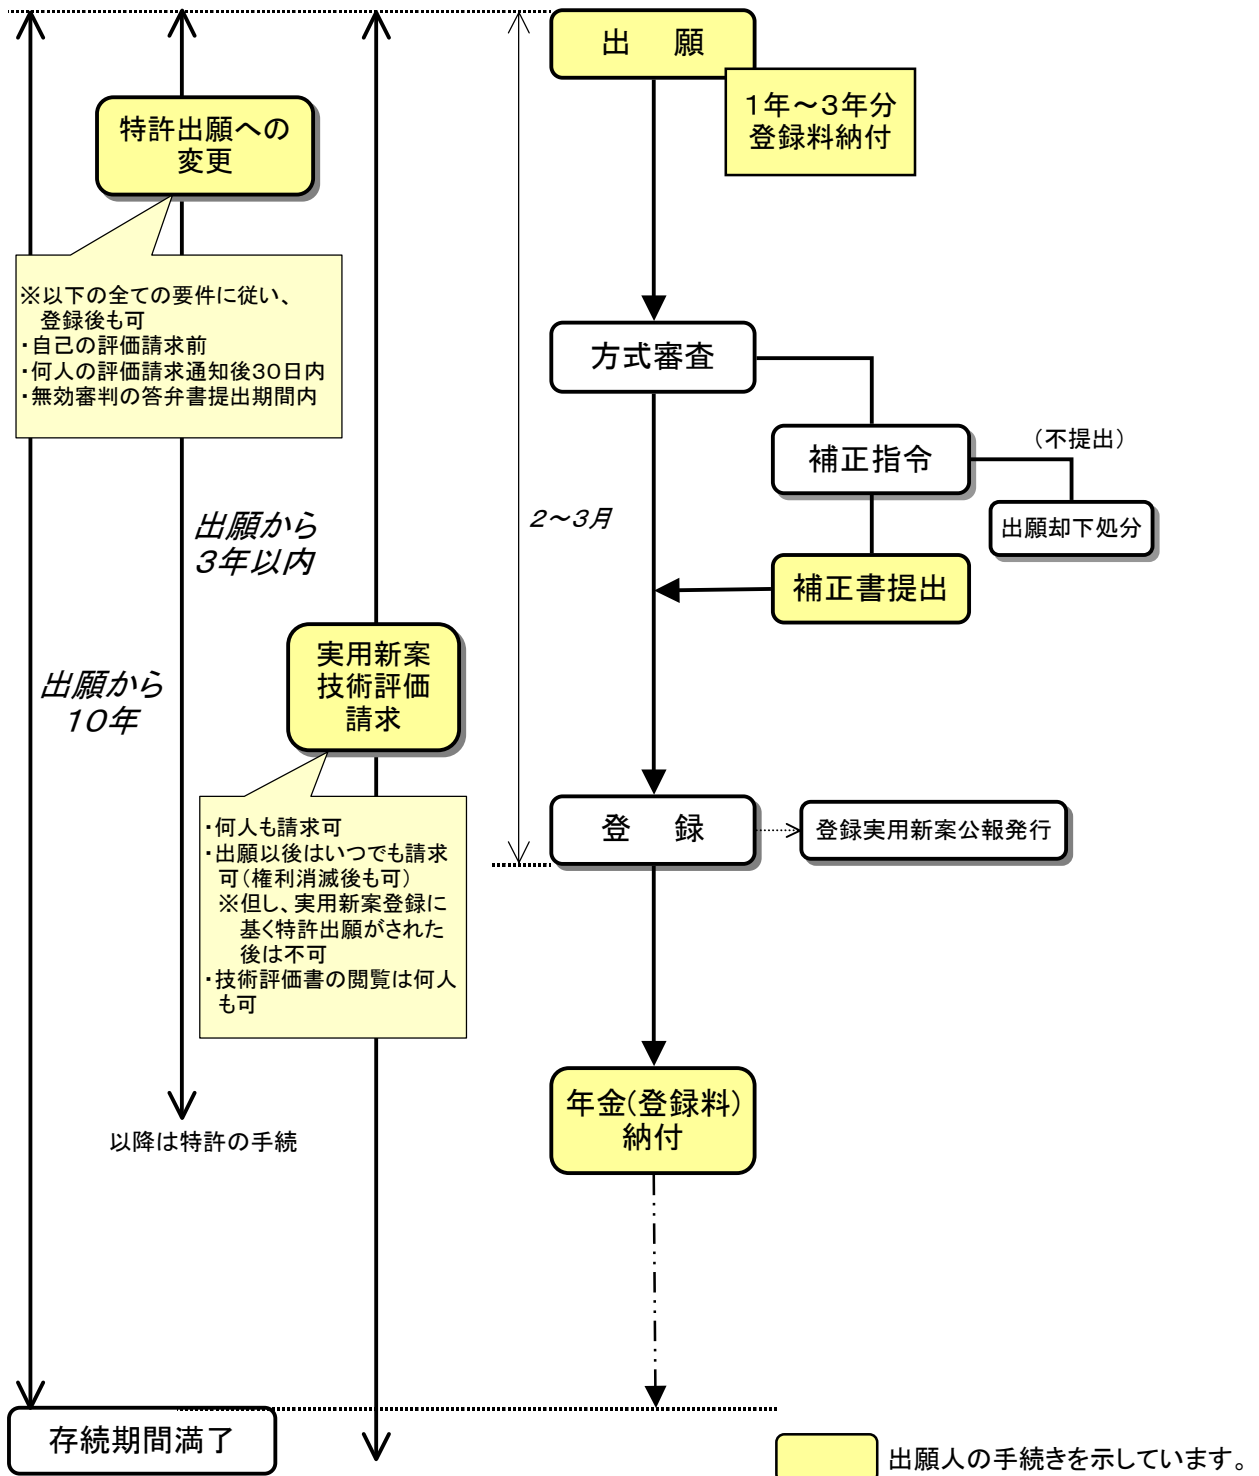 出　願
1年～3年分
登録料納付
特許出願への
変更
※以下の全ての要件に従い、
登録後も可
・自己の評価請求前
・何人の評価請求通知後30日内
・無効審判の答弁書提出期間内
方式審査
補正指令
（不提出）
出願却下処分
補正書提出
2～3月
出願から
3年以内
出願から
10年
実用新案
技術評価
請求
・何人も請求可
・出願以後はいつでも請求
可（権利消滅後も可）
※但し、実用新案登録に
基く特許出願がされた
後は不可
・技術評価書の閲覧は何人
も可
登　録
登録実用新案公報発行
年金(登録料)
納付
以降は特許の手続
存続期間満了
出願人の手続きを示しています。